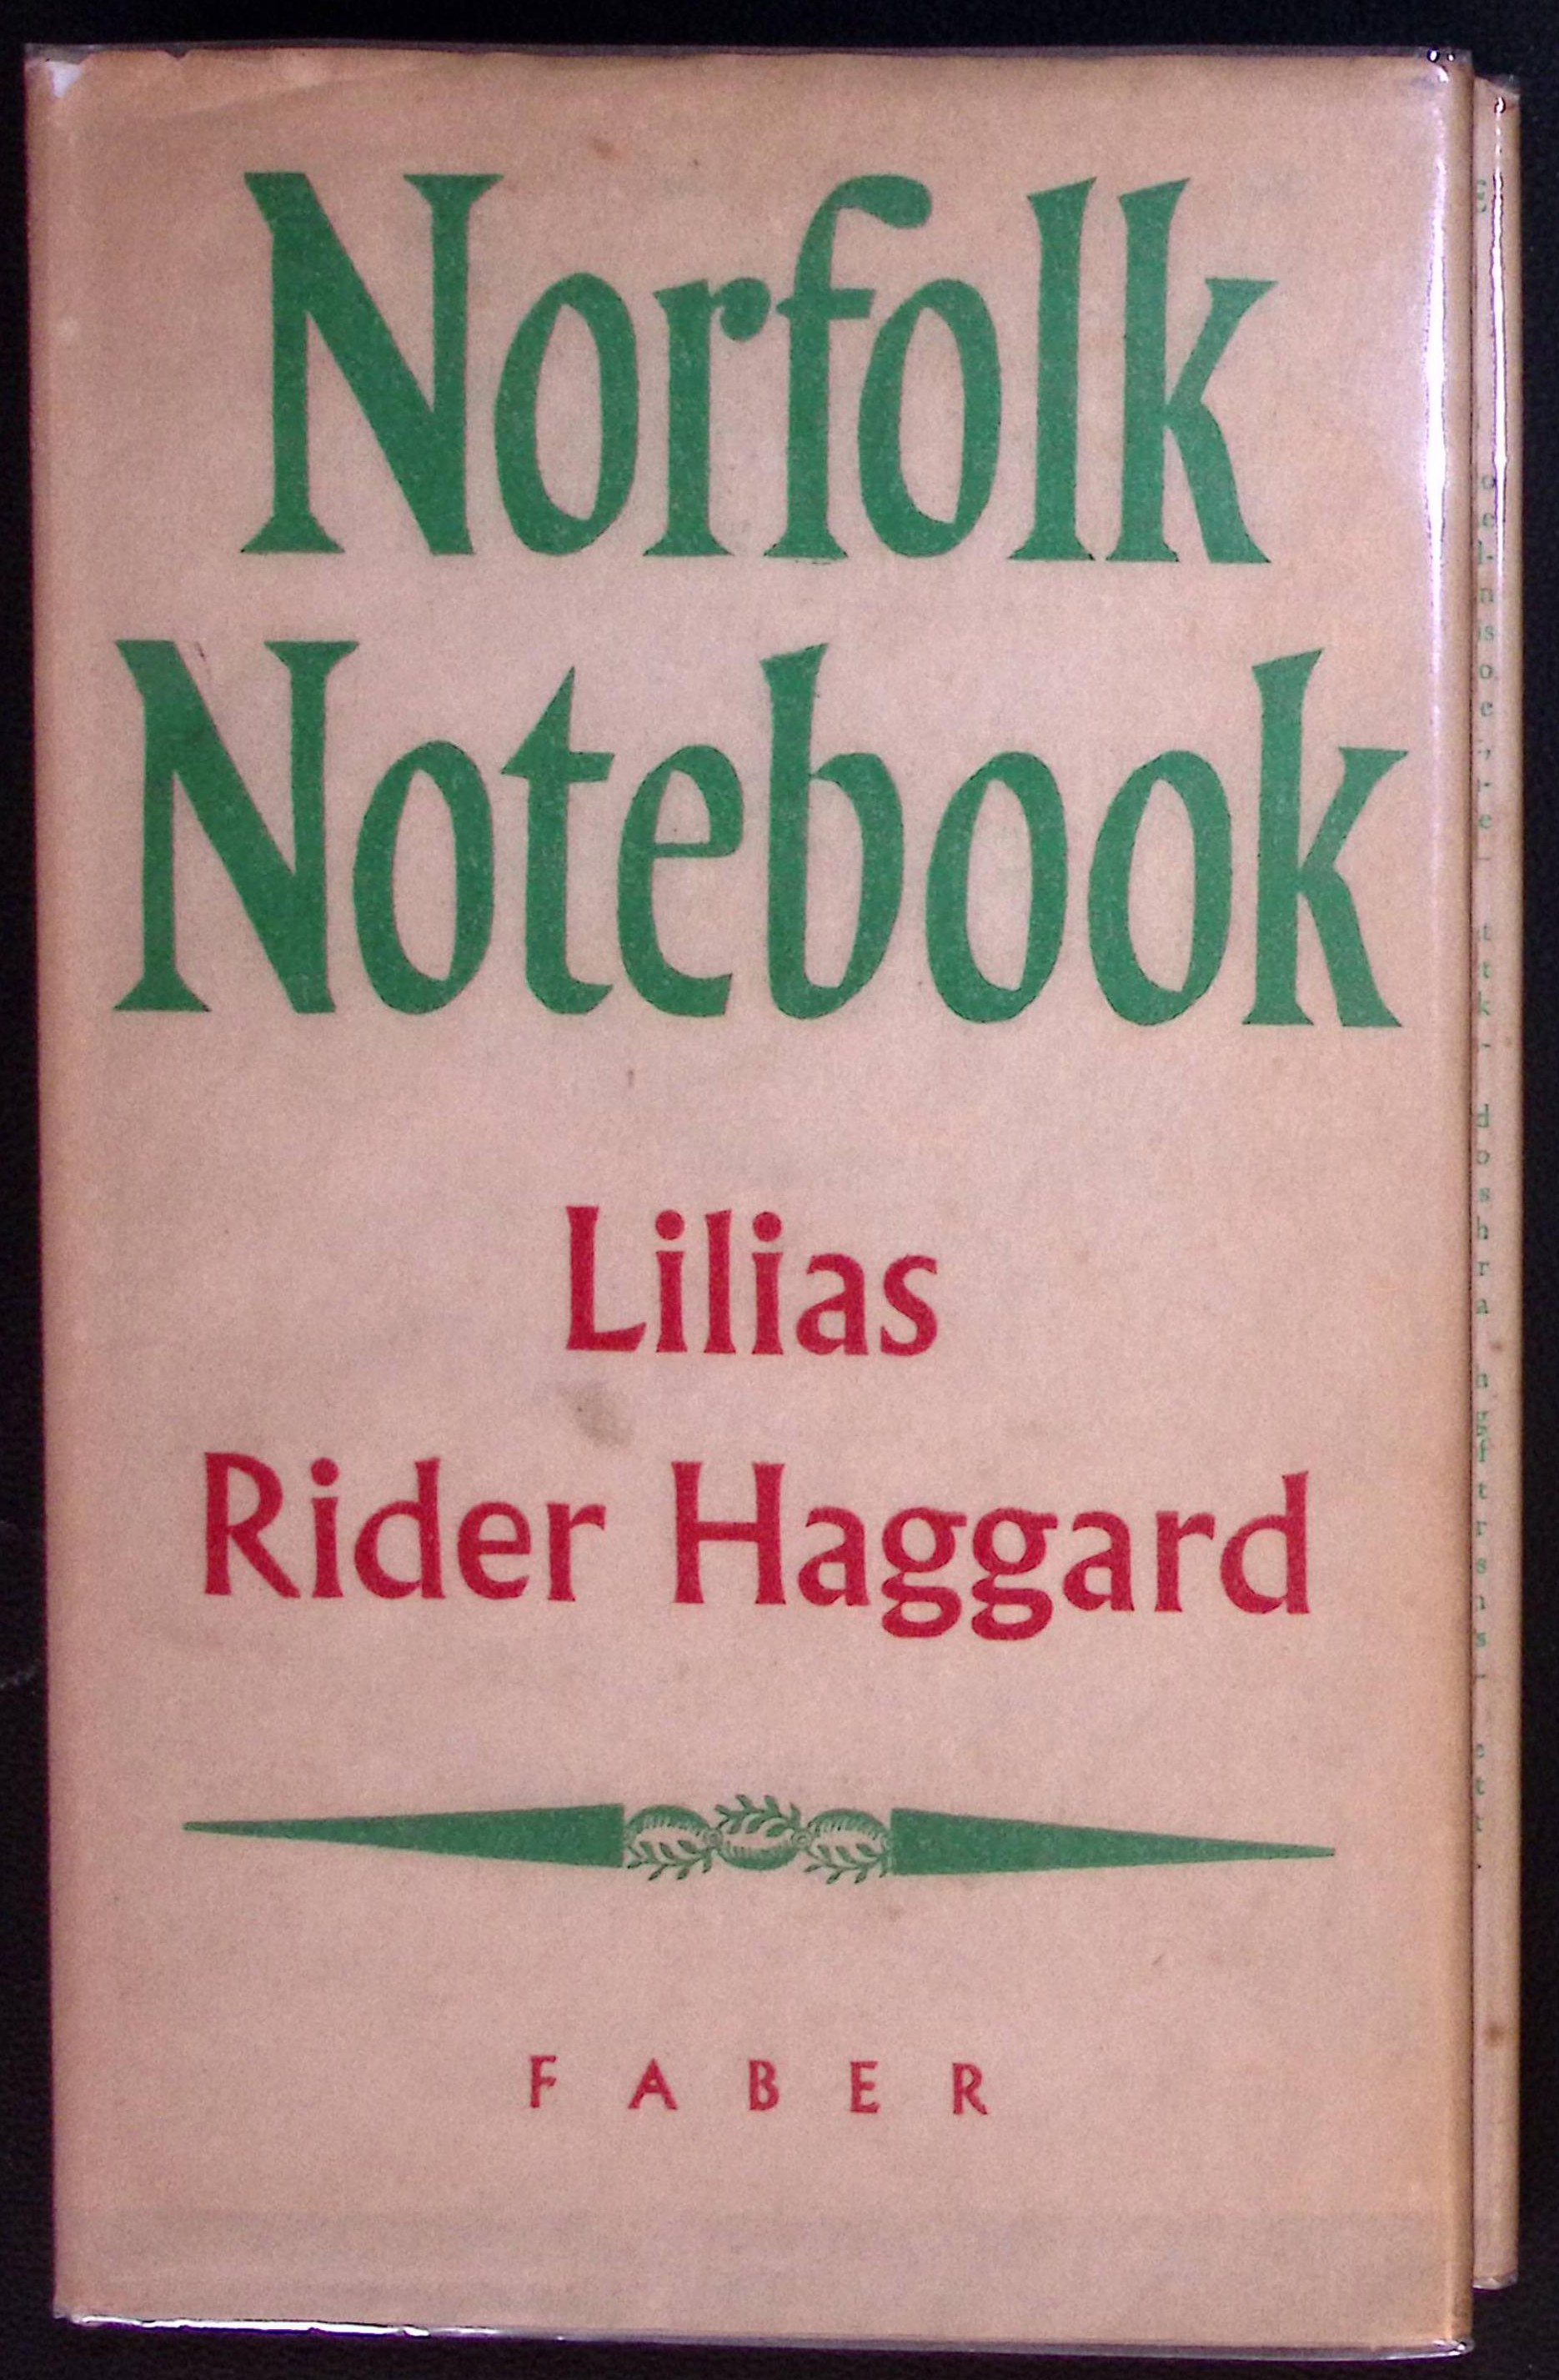 Norfolk
Notebook
Lilias
Rider Haggard
FABER